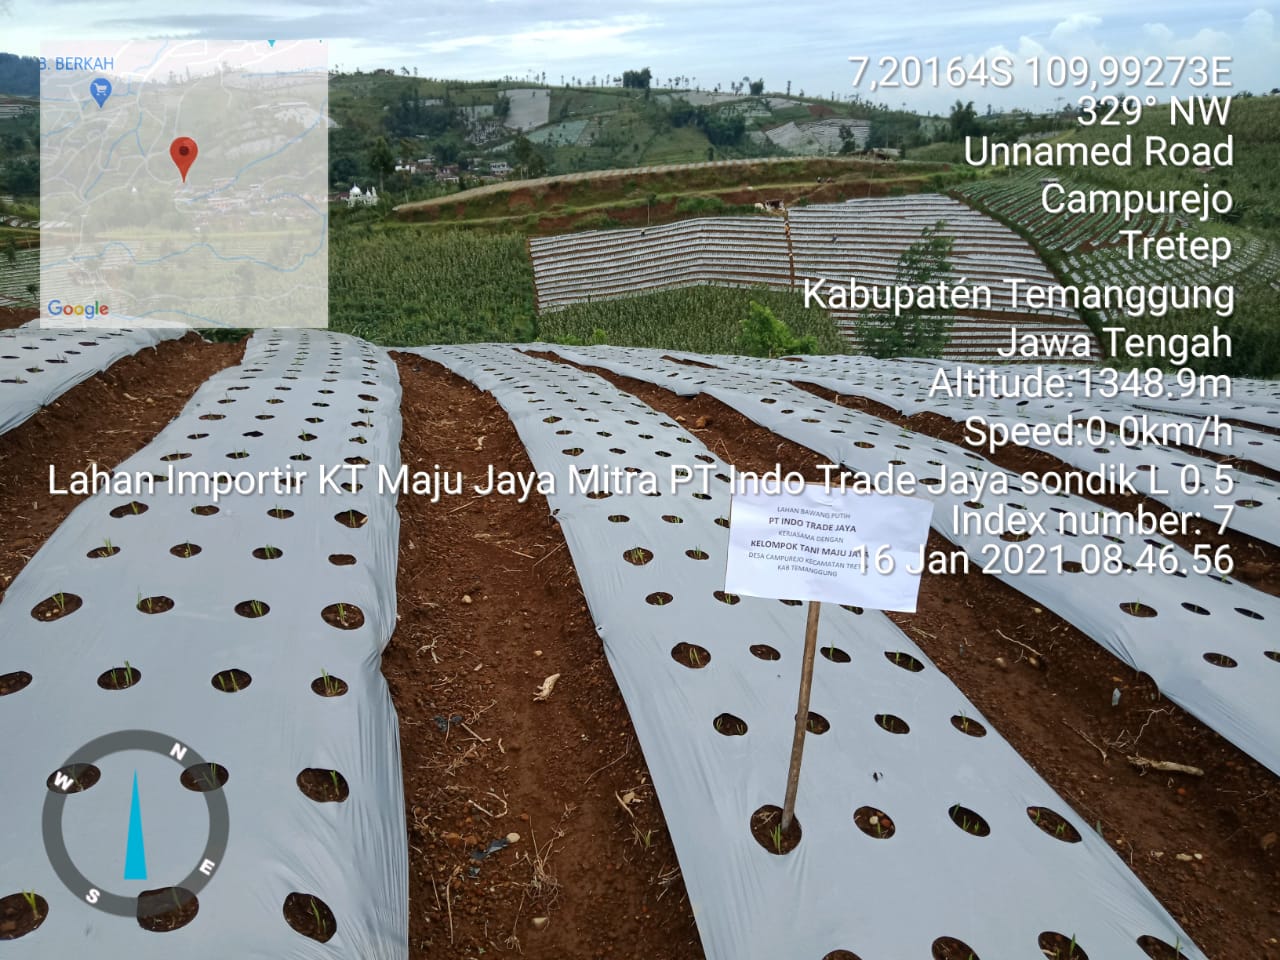 B. BERKAH
Google
7,20164S 109,99273E
329° NW
Unnamed Road
Campurejo
Tretep
Kabupatén Temanggung
Jawa Tengah
Altitude:1348.9m
Speed:0.0km/h
Lahan Importir KT Maju Jaya Mitra PT Indo Trade Jaya sondik L 0.5
Index number: 7
16 Jan 2021 08.46.56
LAHAN BAWANG PUTIH
PT INDO TRADE JAYA
KERJASAMA DENGAN
KELOMPOK TANI MAJU JAYA
DESA CAMPUREJO KECAMATAN TRETEP
KAB TEMANGGUNG
N
W
E
S